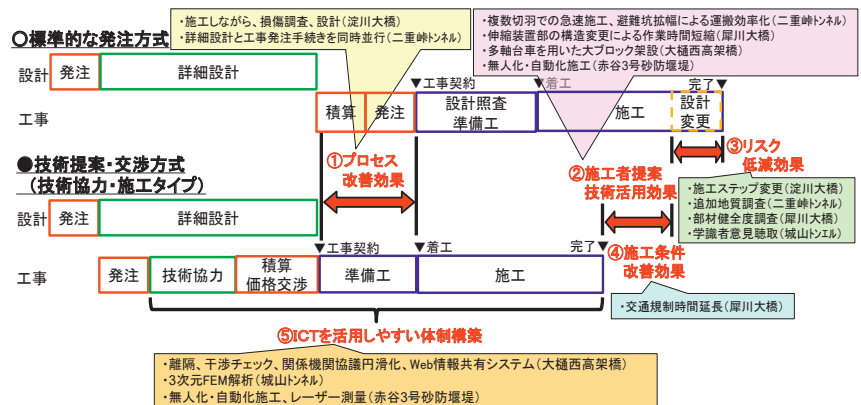 ・施工しながら、損傷調査、設計(淀川大橋)
・詳細設計と工事発注手続きを同時並行(二重峠トンネル)
・複数切羽での急速施工、避難坑拡幅による運搬効率化(二重峠トンネル)
・伸縮装置部の構造変更による作業時間短縮(犀川大橋)
・多軸台車を用いた大ブロック架設(大樋西高架橋)
・無人化・自動化施工(赤谷3号砂防堰堤)
○標準的な発注方式
設計
発注
詳細設計
▼工事契約
▼着工
完了▼
工事
積算
発注
設計照査
準備工
施工
設計
変更
①プロセス
改善効果
②施工者提案
技術活用効果
③リスク
低減効果
●技術提案・交渉方式
(技術協力・施工タイプ)
・施工ステップ変更(淀川大橋)
・追加地質調査(二重峠トンネル)
・部材健全度調査(犀川大橋)
・学識者意見聴取(城山トンエル)
設計
発注
詳細設計
▼工事契約
▼着工
完了▼
④施工条件
改善効果
工事
発注
技術協力
積算
価格交渉
準備工
施工
・交通規制時間延長(犀川大橋)
⑤ICTを活用しやすい体制構築
・離隔、干渉チェック、関係機関協議円滑化、Web情報共有システム(大樋西高架橋)
・3次元FEM解析(城山トンネル)
・無人化・自動化施工、レーザー測量(赤谷3号砂防堰堤)